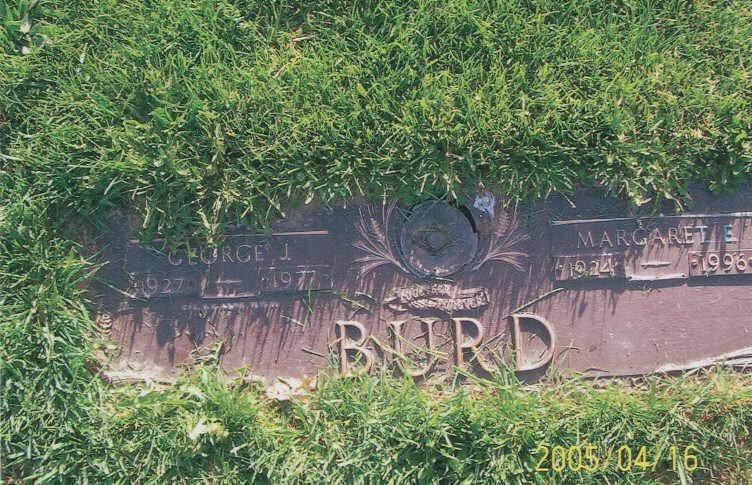 GEORGE J.
1927 — 1977
MARGARET E
1924 — 1996
BURD
2005/04/16